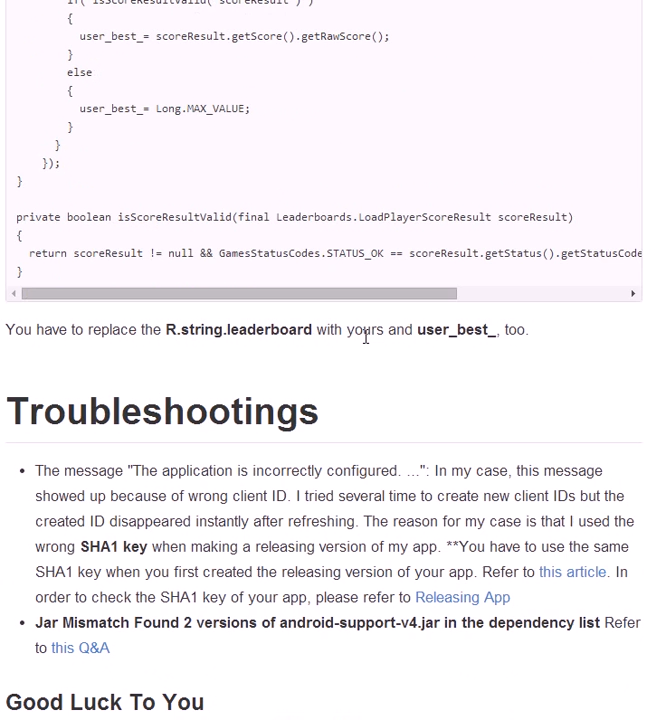 if( isScoreResultValid( scoreResult ) )
{
user_best_= scoreResult.getScore().getRawScore();
}
else
{
user_best_= Long.MAX_VALUE;
}
}
});
}
private boolean isScoreResultValid(final Leaderboards.LoadPlayerScoreResult scoreResult)
{
return scoreResult != null && GamesStatusCodes.STATUS_OK == scoreResult.getStatus().getStatusCode
}
You have to replace the R.string.leaderboard with yours and user_best_, too.
Troubleshootings
• The message "The application is incorrectly configured. ...": In my case, this message
showed up because of wrong client ID. I tried several time to create new client IDs but the
created ID disappeared instantly after refreshing. The reason for my case is that I used the
wrong SHA1 key when making a releasing version of my app. **You have to use the same
SHA1 key when you first created the releasing version of your app. Refer to this article. In
order to check the SHA1 key of your app, please refer to Releasing App
• Jar Mismatch Found 2 versions of android-support-v4.jar in the dependency list Refer
to this Q&A
Good Luck To You